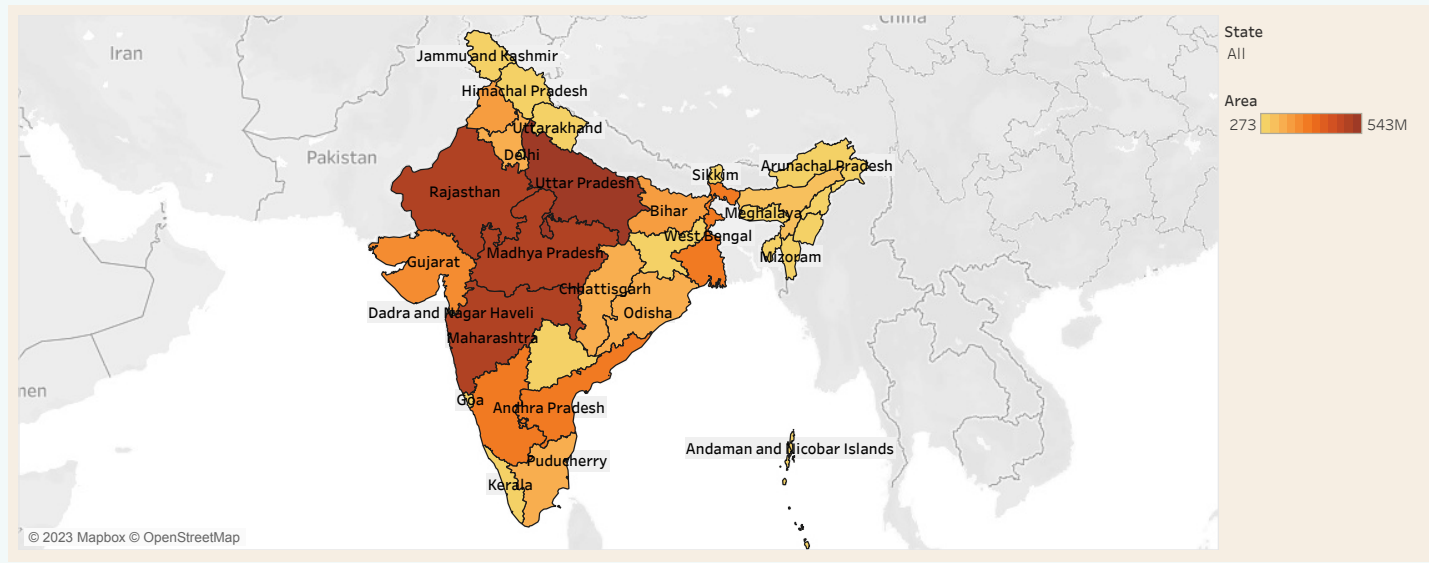 China
Iran
Jammu and Kashmir
Himachal Pradesh
Uttarakhand
Pakistan
Delhi
Arunachal Pradesh
Sikkim
Rajasthan
Uttar Pradesh
Bihar
Meghalaya
West Bengal
Madhya Pradesh
Mizoram
Gujarat
Chhattisgarh
Dadra and Nagar Haveli
Odisha
Maharashtra
men
Goa
Andhra Pradesh
Andaman and Nicobar Islands
Puducherry
Kerala
© 2023 Mapbox © OpenStreetMap
State
All
Area
273 543M